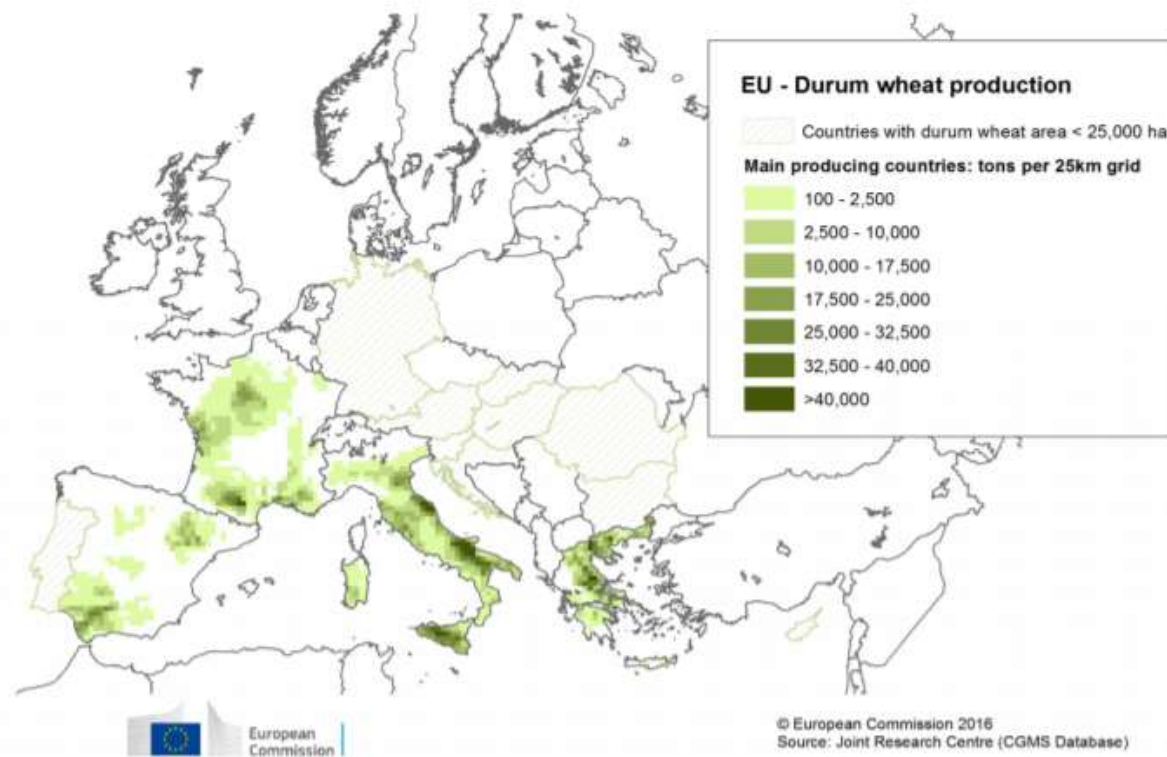 EU - Durum wheat production
Countries with durum wheat area < 25,000 ha
Main producing countries: tons per 25km grid
100 - 2,500
2,500 - 10,000
10,000 - 17,500
17,500 - 25,000
25,000 - 32,500
32,500 - 40,000
>40,000
European
Commission
© European Commission 2016
Source: Joint Research Centre (CGMS Database)